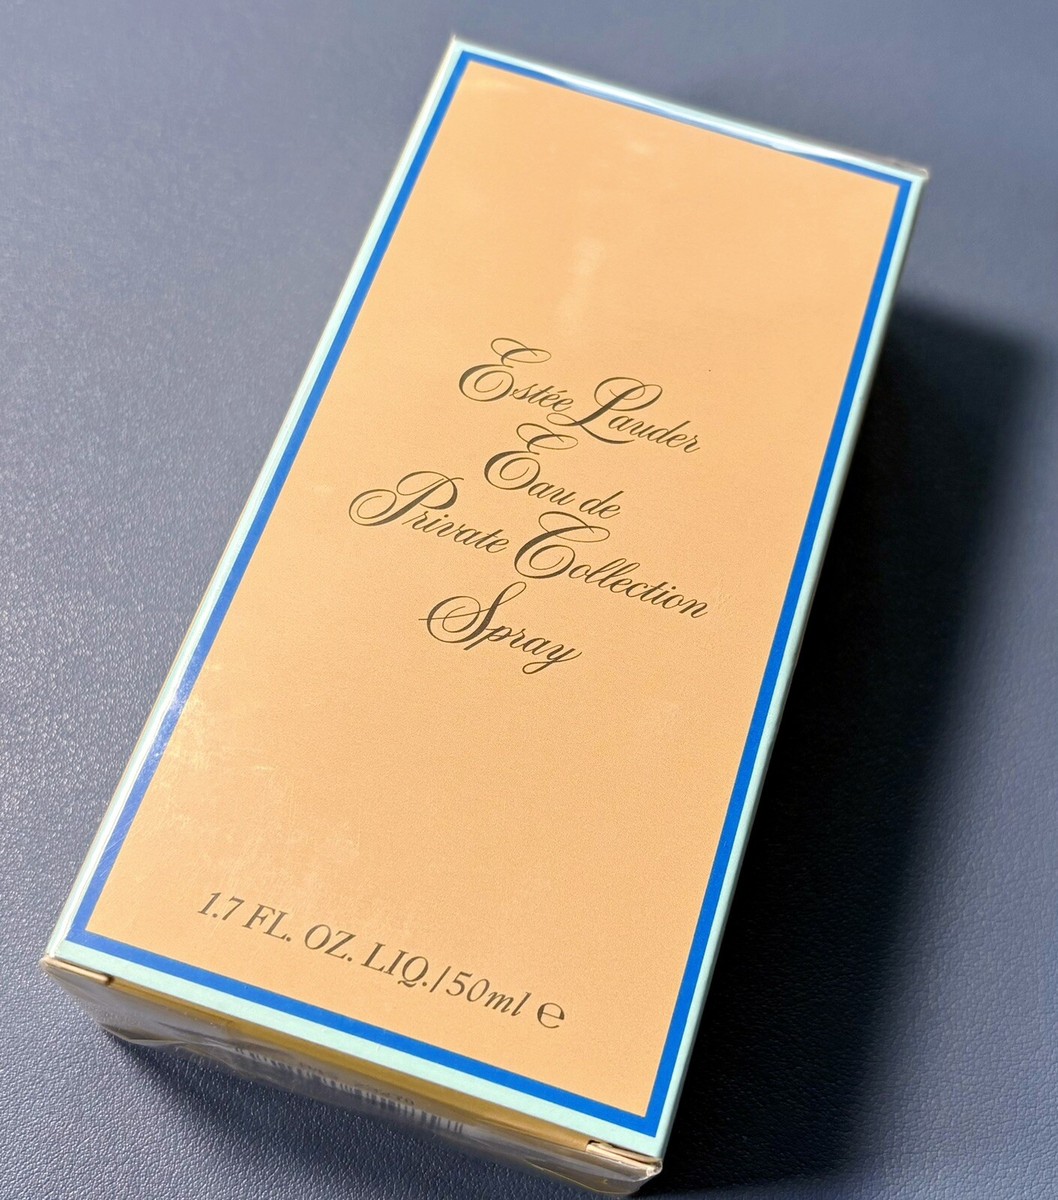 Estée Lauder
Eau de
Private Collection
Spray
1.7 FL. OZ. LIQ./50ml ℮